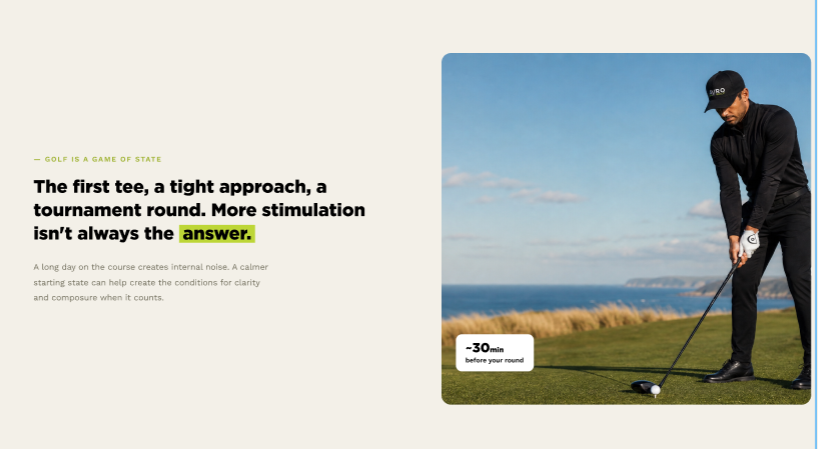 — GOLF IS A GAME OF STATE
The first tee, a tight approach, a
tournament round. More stimulation
isn't always the answer.
A long day on the course creates internal noise. A calmer
starting state can help create the conditions for clarity
and composure when it counts.
~30min
before your round